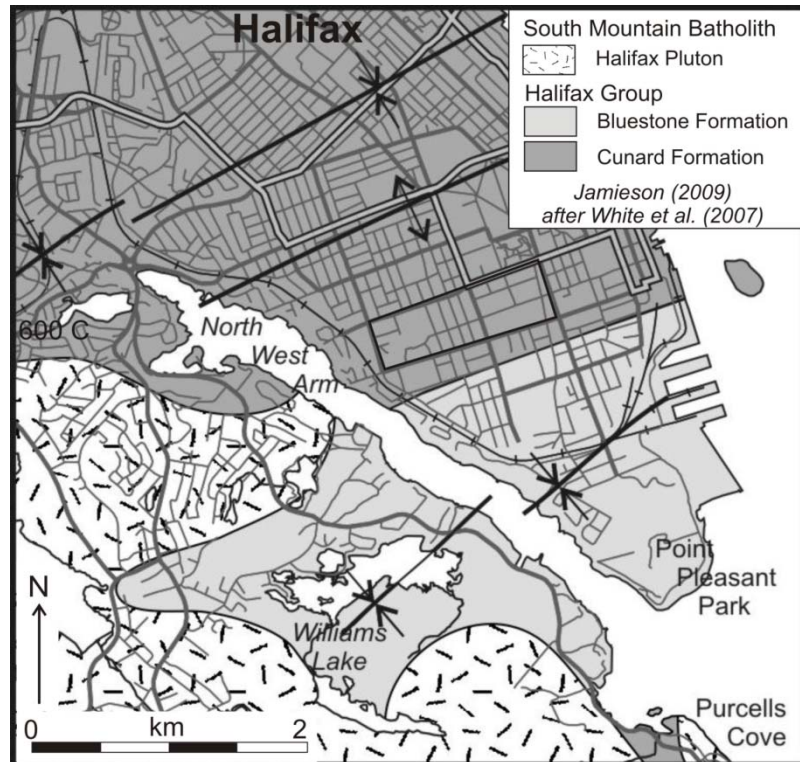 Halifax
South Mountain Batholith
Halifax Pluton
Halifax Group
Bluestone Formation
Cunard Formation
Jamieson (2009)
after White et al. (2007)
600 C
North
West
Arm
Point
Pleasant
Park
N
Williams
Lake
Purcells
Cove
0 km 2